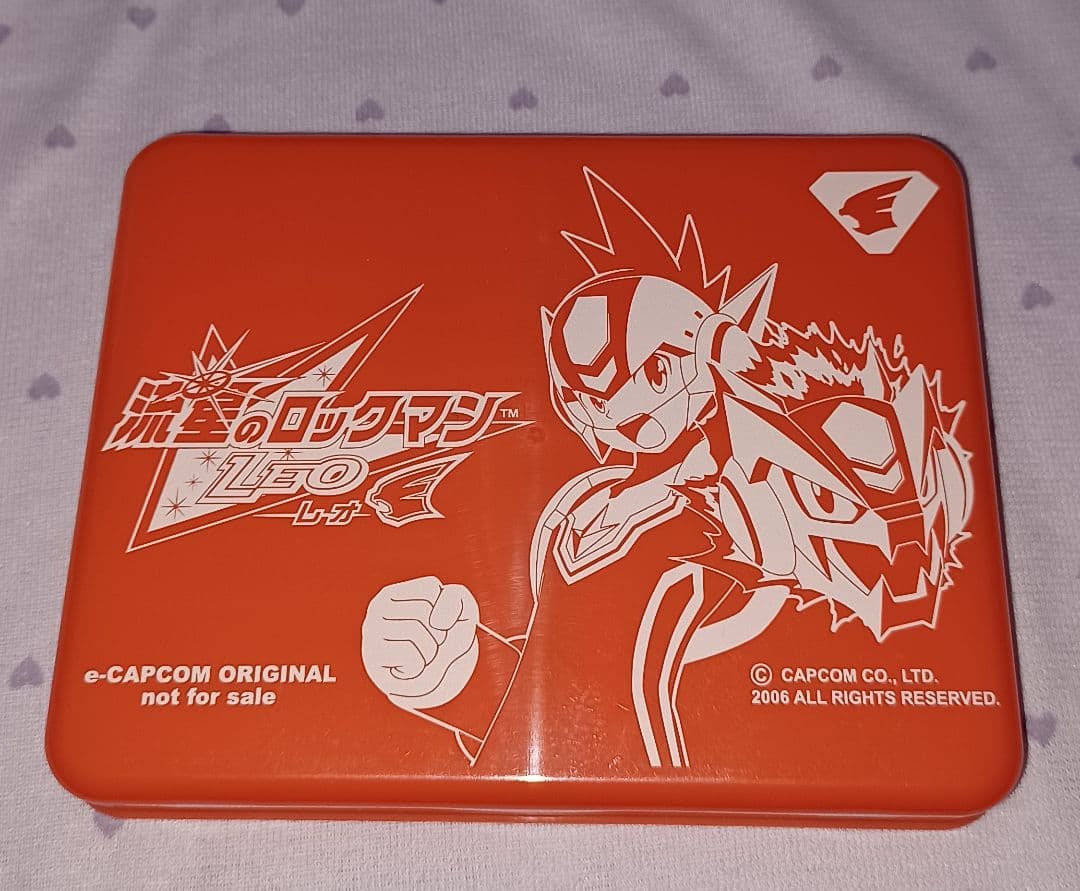 流星のロックマン™
LEO
レオ
e-CAPCOM ORIGINAL
not for sale
© CAPCOM CO., LTD.
2006 ALL RIGHTS RESERVED.